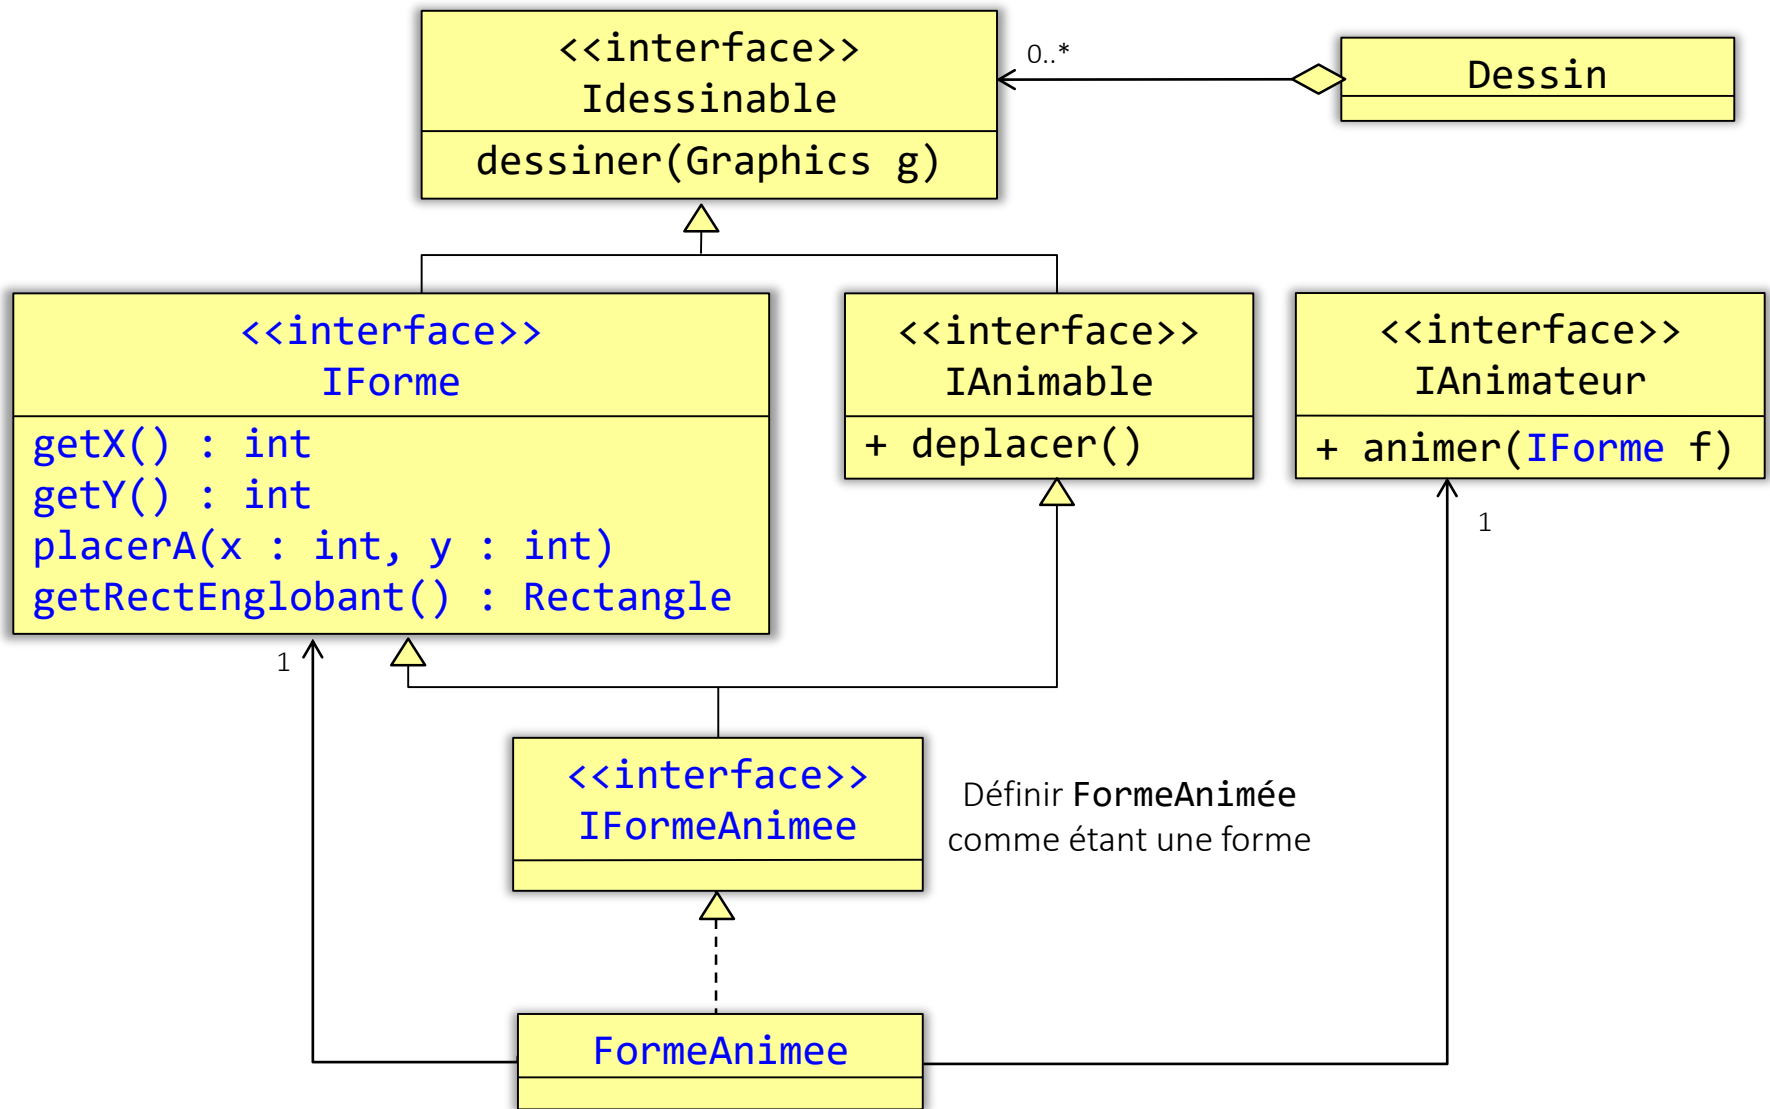 <<interface>>
Idessinable
dessiner(Graphics g)
0..*
Dessin
<<interface>>
IForme
getX() : int
getY() : int
placerA(x : int, y : int)
getRectEnglobant() : Rectangle
<<interface>>
IAnimable
+ deplacer()
<<interface>>
IAnimateur
+ animer(IForme f)
1
1
<<interface>>
IFormeAnimee
Définir FormeAnimée
comme étant une forme
FormeAnimee